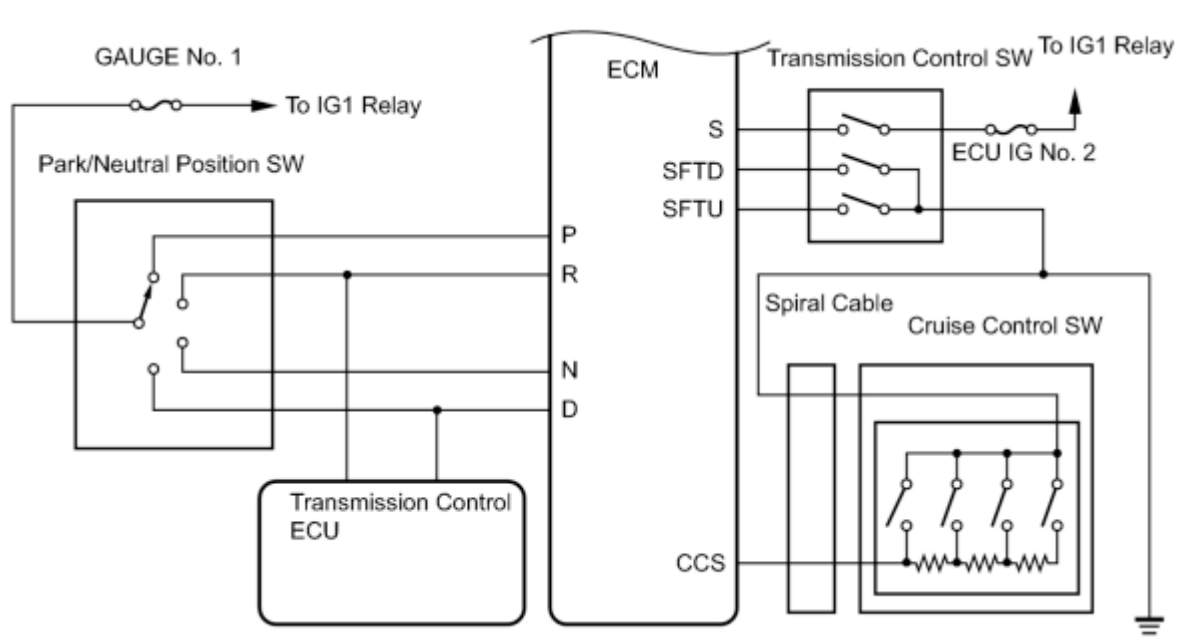 GAUGE No. 1
To IG1 Relay
Park/Neutral Position SW
P
R
N
D
Transmission Control
ECU
ECM
S
SFTD
SFTU
CCS
Transmission Control SW
To IG1 Relay
ECU IG No. 2
Spiral Cable
Cruise Control SW